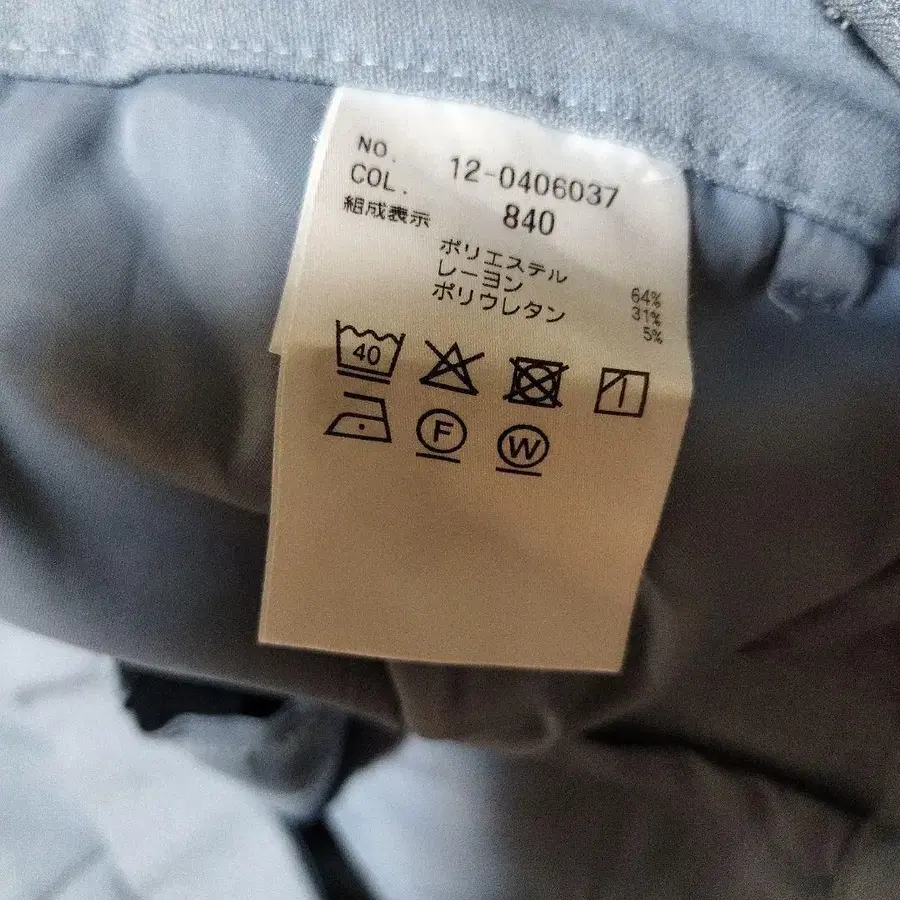 NO. 12-0406037
COL. 840
組成表示
ポリエステル 64%
レーヨン 31%
ポリウレタン 5%
40
F
W